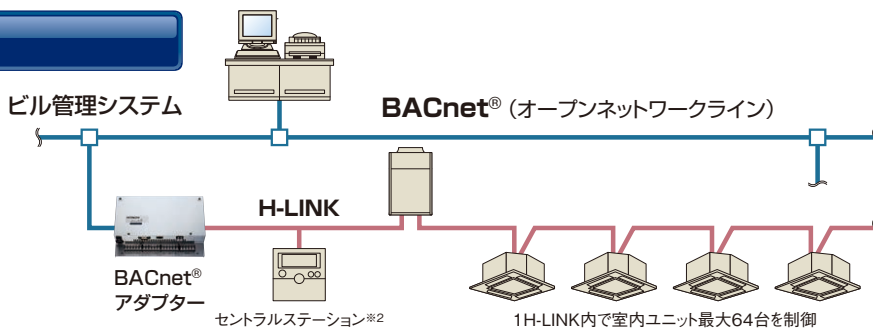 ビル管理システム
BACnet®（オープンネットワークライン）
H-LINK
BACnet®
アダプター
セントラルステーション※2
1H-LINK内で室内ユニット最大64台を制御